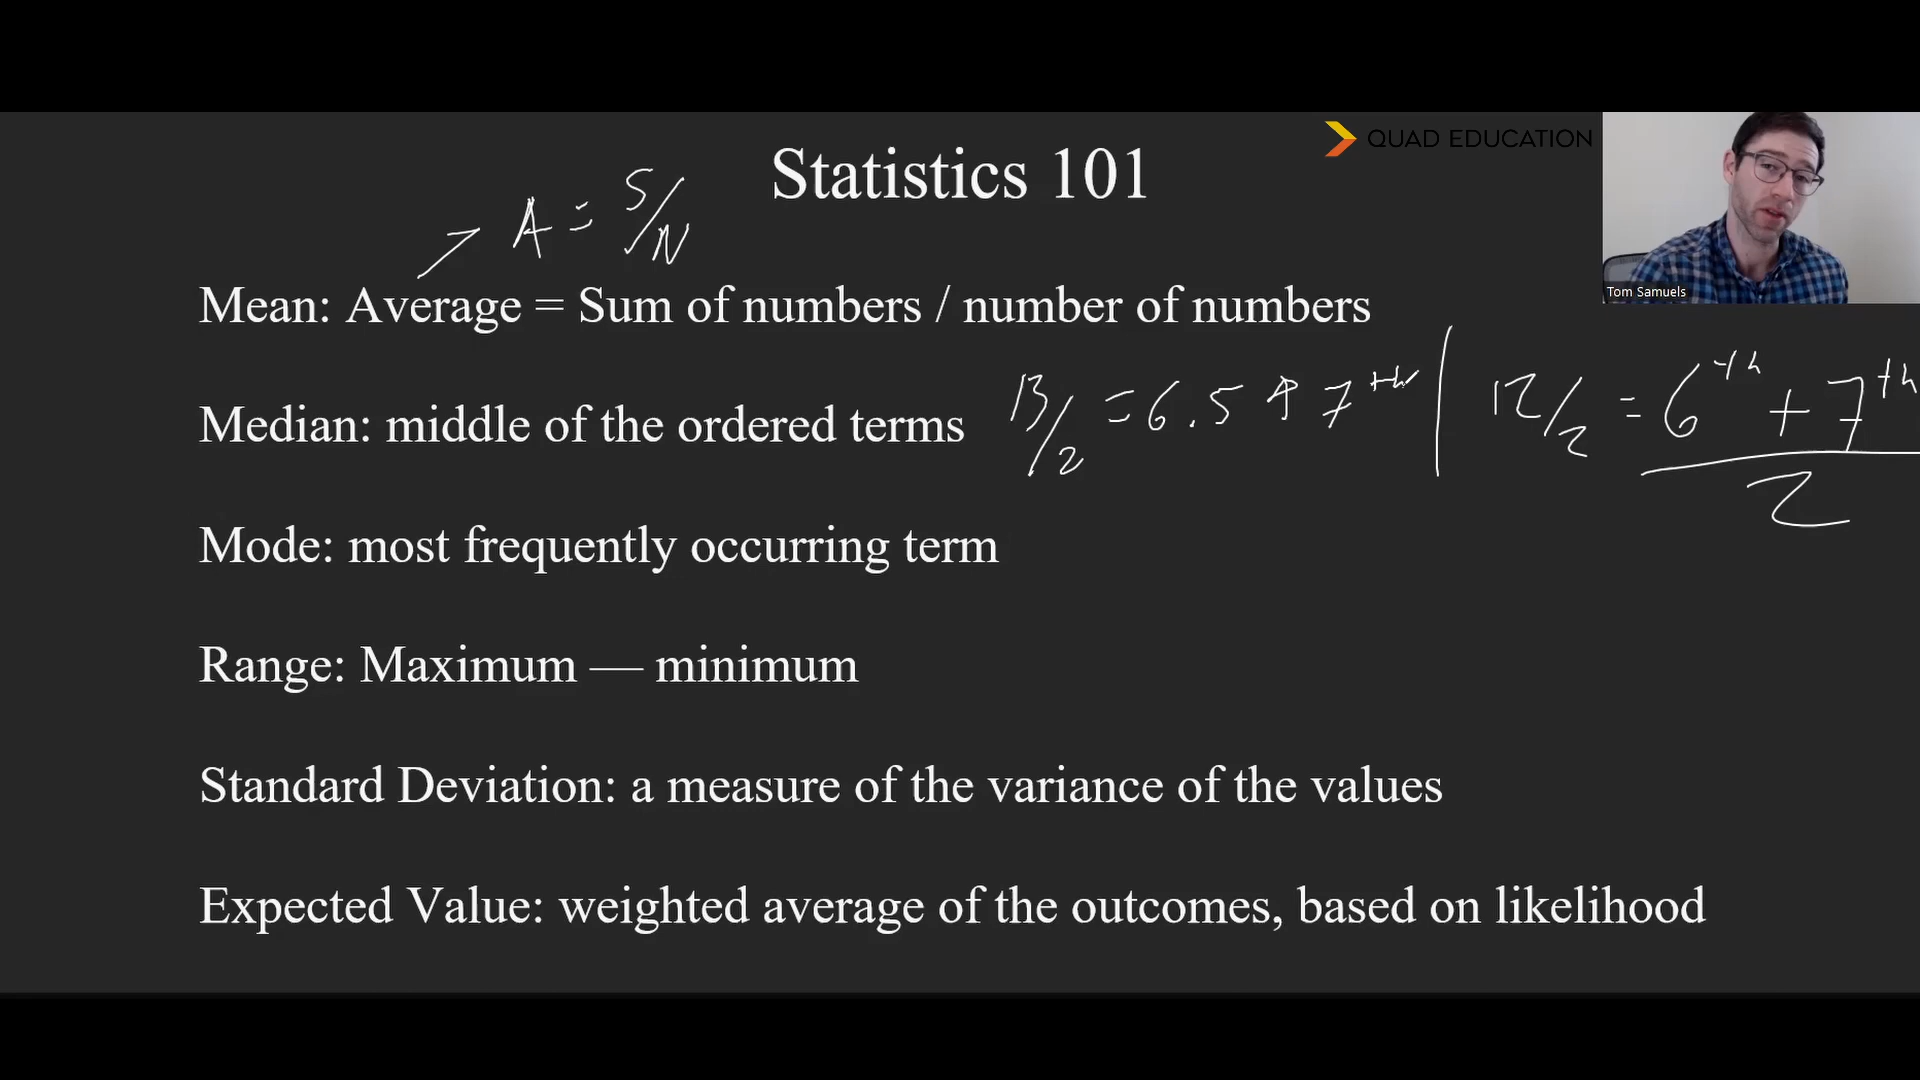 QUAD EDUCATION
Statistics 101
A = S/N
Tom Samuels
Mean: Average = Sum of numbers / number of numbers
13/2 = 6.5 ↑ 7th | 12/2 = 6th + 7th / 2
Median: middle of the ordered terms
Mode: most frequently occurring term
Range: Maximum — minimum
Standard Deviation: a measure of the variance of the values
Expected Value: weighted average of the outcomes, based on likelihood